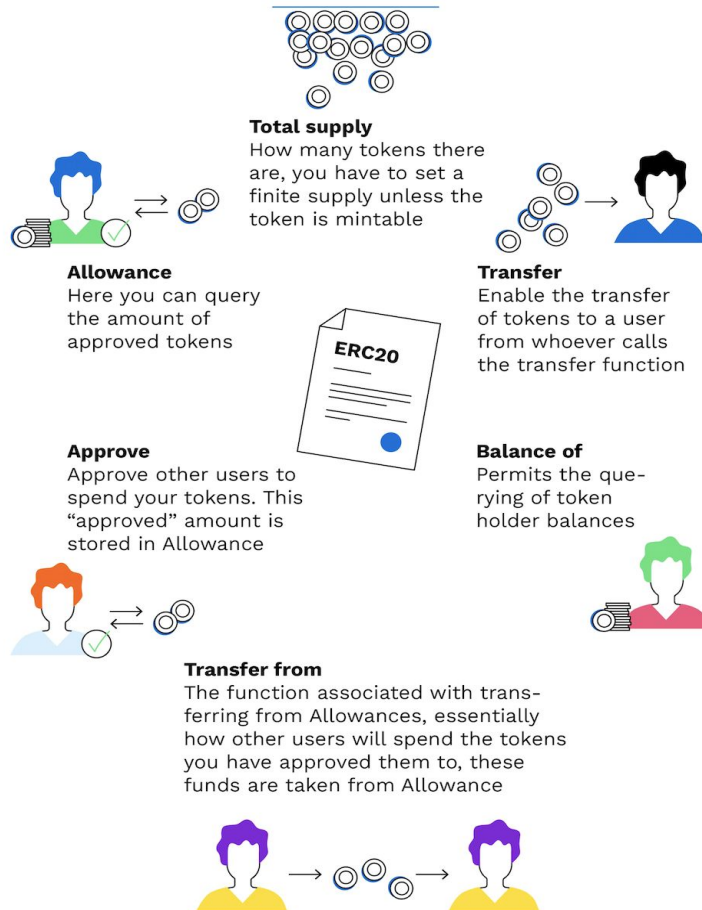 Total supply
How many tokens there
are, you have to set a
finite supply unless the
token is mintable
Allowance
Here you can query
the amount of
approved tokens
Transfer
Enable the transfer
of tokens to a user
from whoever calls
the transfer function
ERC20
Approve
Approve other users to
spend your tokens. This
“approved” amount is
stored in Allowance
Balance of
Permits the que-
rying of token
holder balances
Transfer from
The function associated with trans-
ferring from Allowances, essentially
how other users will spend the tokens
you have approved them to, these
funds are taken from Allowance